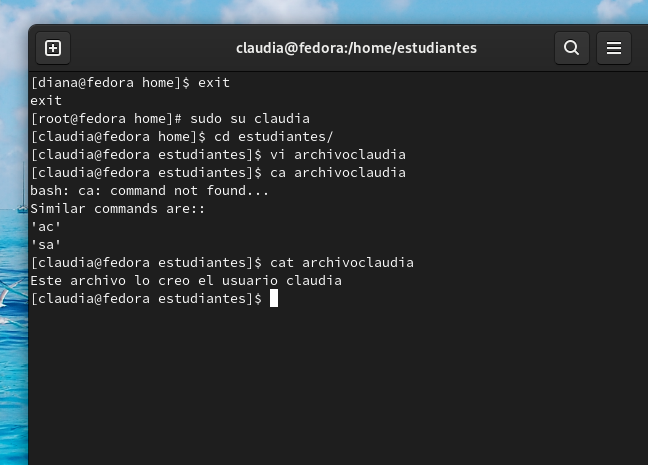 claudia@fedora:/home/estudiantes
[diana@fedora home]$ exit
exit
[root@fedora home]# sudo su claudia
[claudia@fedora home]$ cd estudiantes/
[claudia@fedora estudiantes]$ vi archivoclaudia
[claudia@fedora estudiantes]$ ca archivoclaudia
bash: ca: command not found...
Similar commands are::
'ac'
'sa'
[claudia@fedora estudiantes]$ cat archivoclaudia
Este archivo lo creo el usuario claudia
[claudia@fedora estudiantes]$